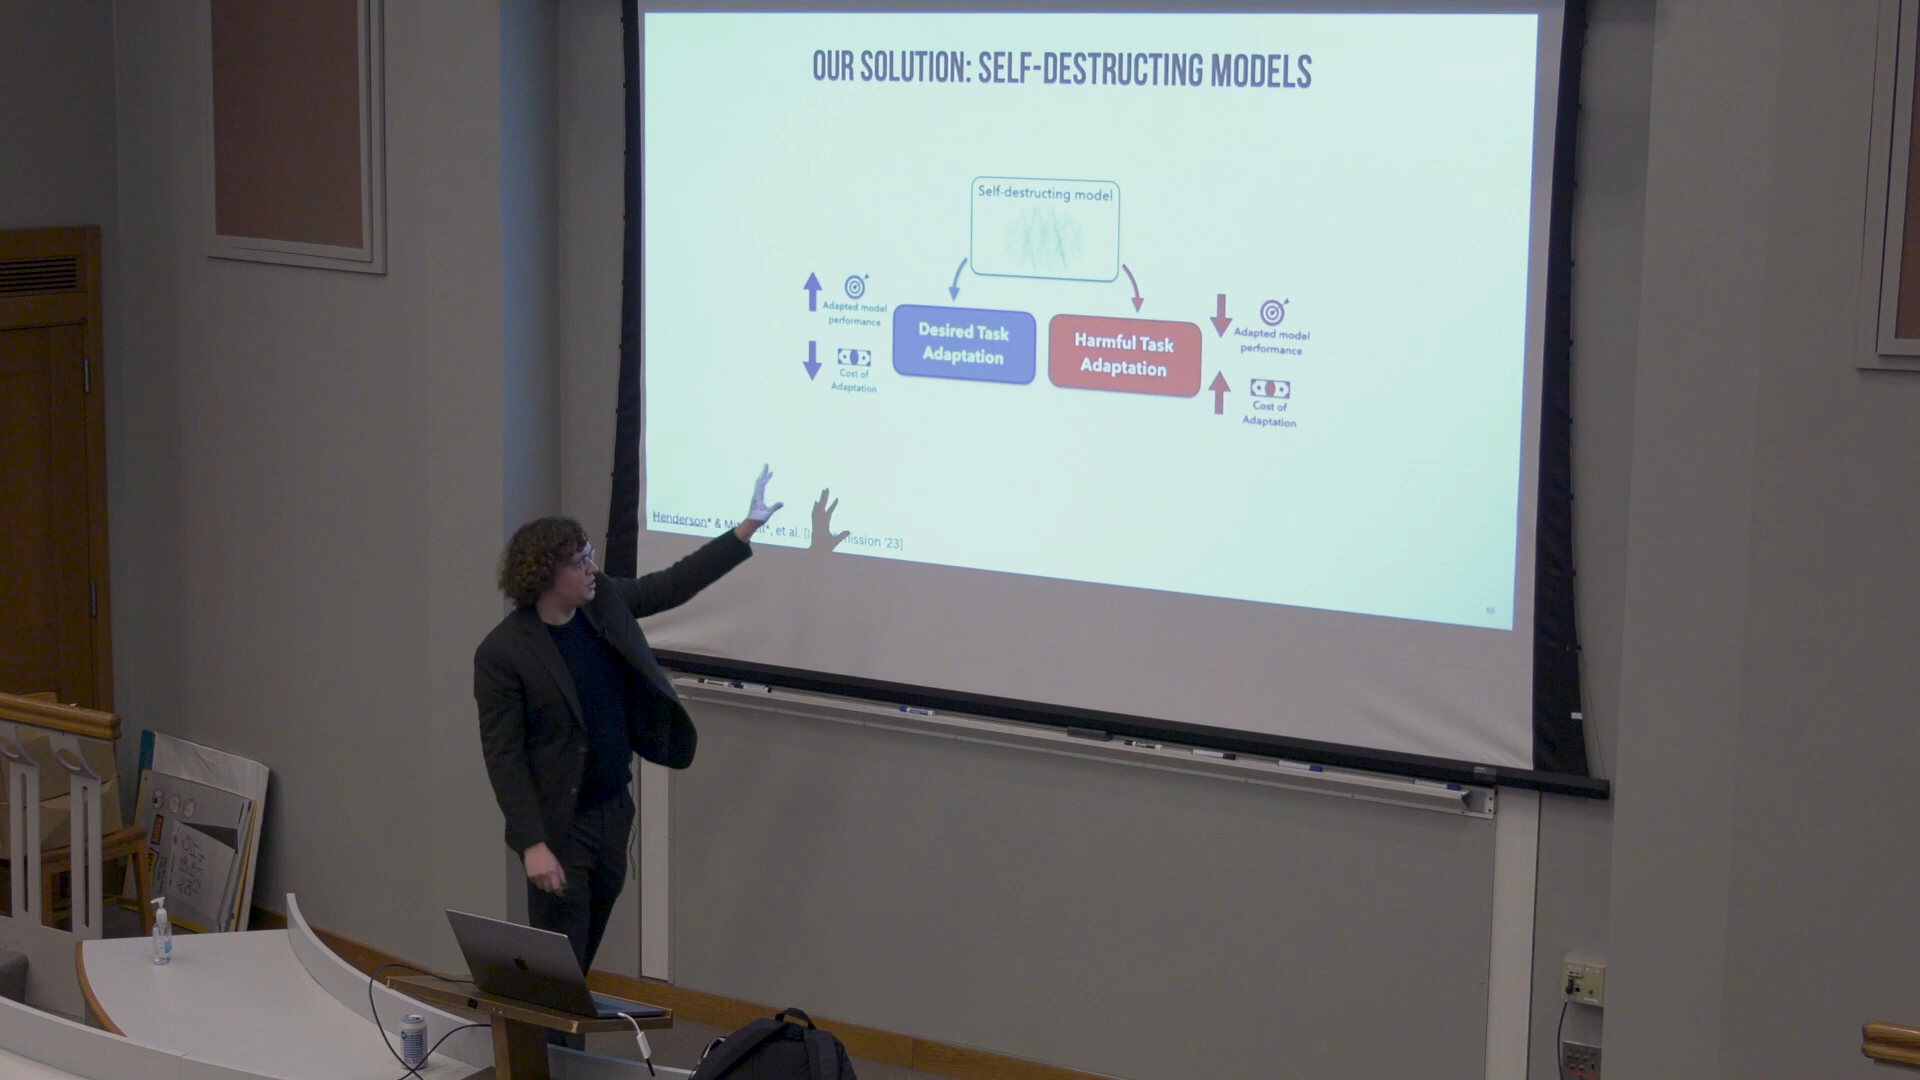 OUR SOLUTION: SELF-DESTRUCTING MODELS
Self-destructing model
Adapted model
performance
Cost of
Adaptation
Desired Task
Adaptation
Harmful Task
Adaptation
Adapted model
performance
Cost of
Adaptation
Henderson* & , et al. '23]